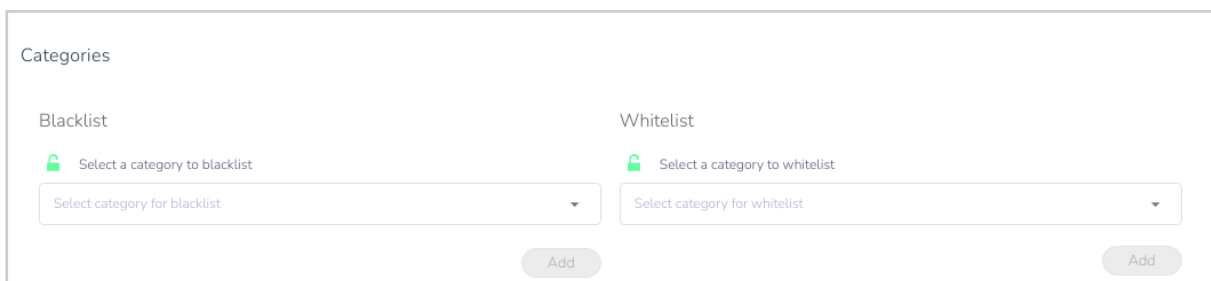 Categories
Blacklist
Select a category to blacklist
Select category for blacklist
Add
Whitelist
Select a category to whitelist
Select category for whitelist
Add